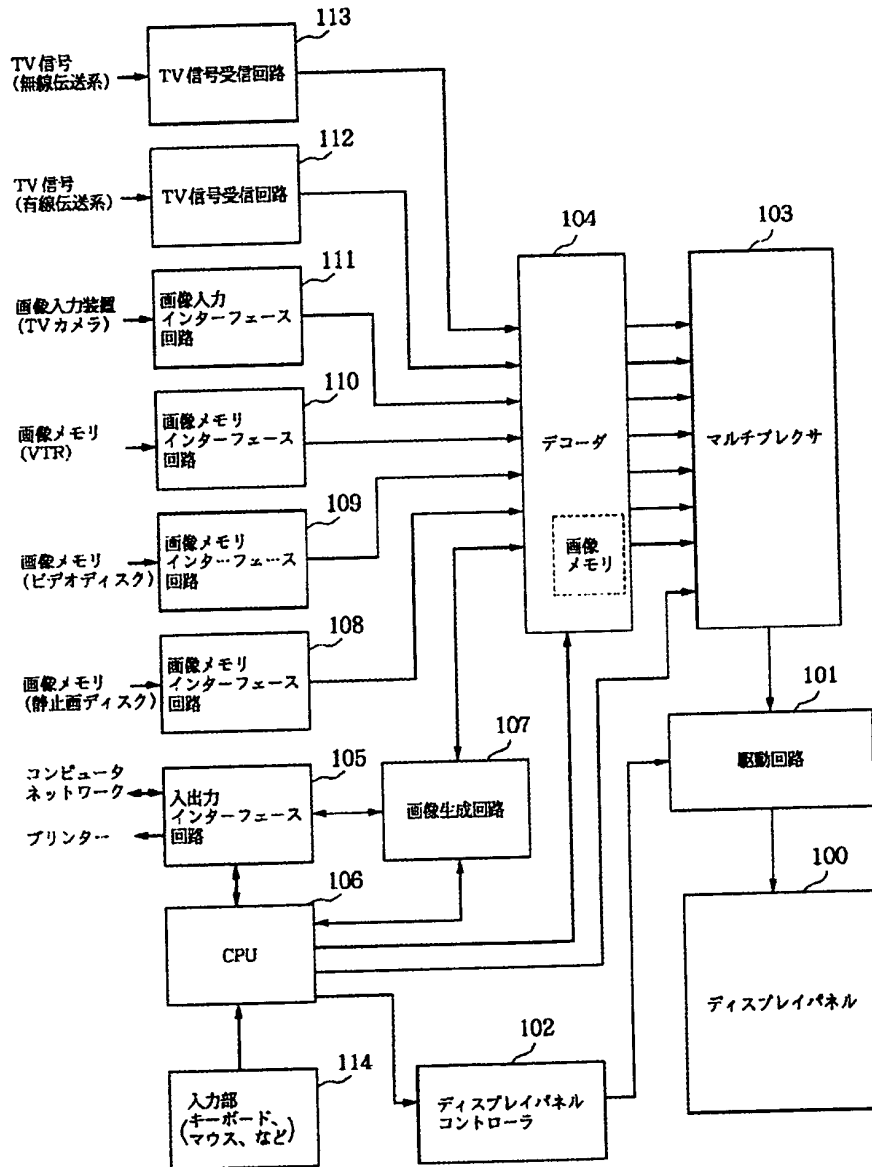 113
TV信号
(無線伝送系)
TV信号受信回路
112
TV信号
(有線伝送系)
TV信号受信回路
104
103
111
画像入力装置
(TVカメラ)
画像入力
インターフェース
回路
110
画像メモリ
(VTR)
画像メモリ
インターフェース
回路
デコーダ
マルチプレクサ
109
画像メモリ
(ビデオディスク)
画像メモリ
インターフェース
回路
画像
メモリ
108
画像メモリ
(静止画ディスク)
画像メモリ
インターフェース
回路
101
107
105
コンピュータ
ネットワーク
プリンター
入出力
インターフェース
回路
画像生成回路
駆動回路
106
100
CPU
ディスプレイパネル
102
114
入力部
(キーボード、
マウス、など)
ディスプレイパネル
コントローラ